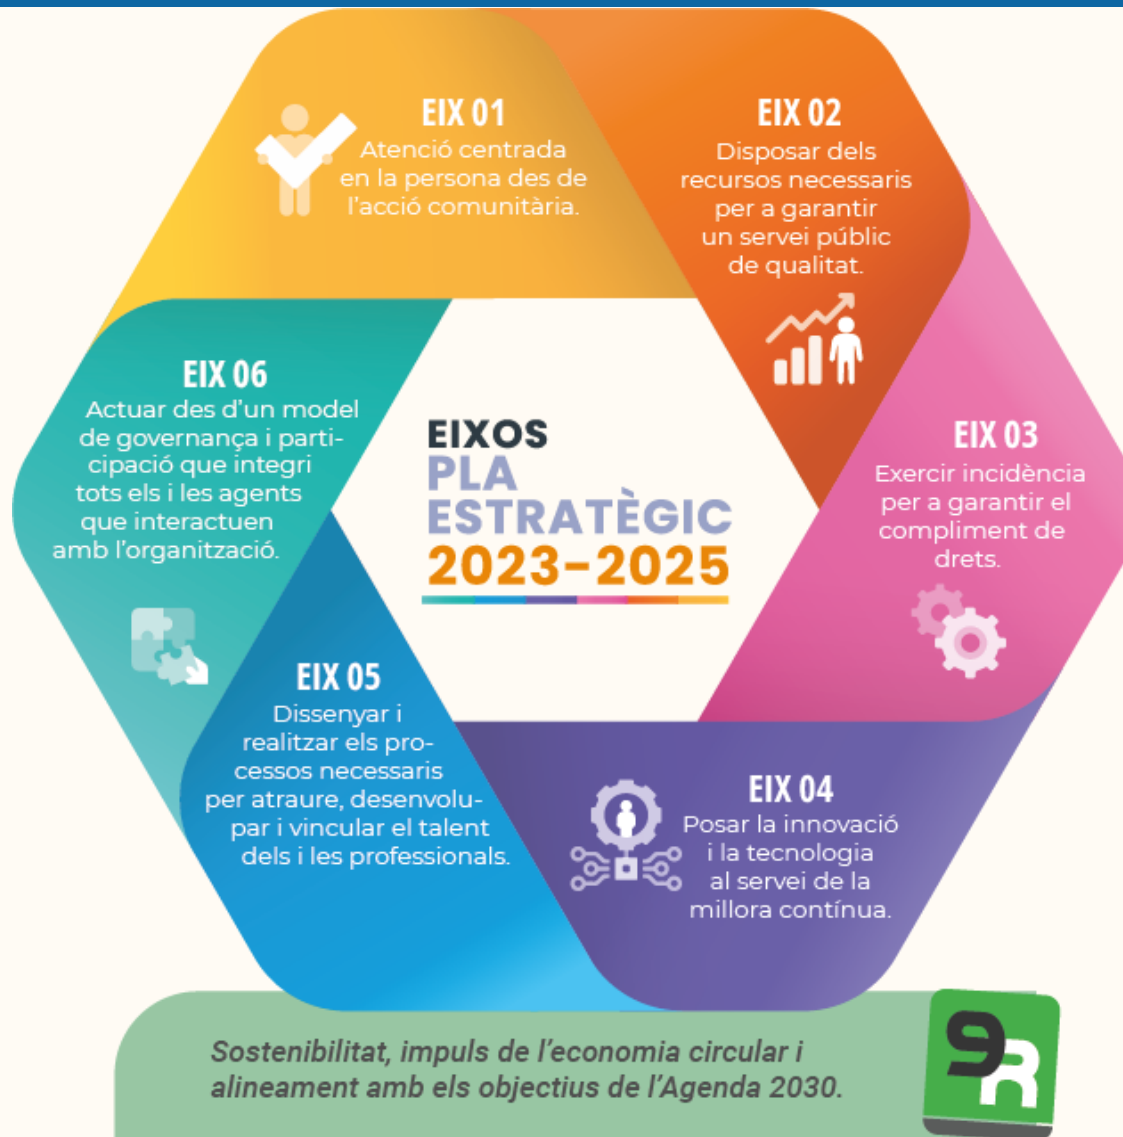 EIX 01
Atenció centrada
en la persona des de
l'acció comunitària.
EIX 02
Disposar dels
recursos necessaris
per a garantir
un servei públic
de qualitat.
EIX 03
Exercir incidència
per a garantir el
compliment de
drets.
EIX 04
Posar la innovació
i la tecnologia
al servei de la
millora contínua.
EIX 05
Dissenyar i
realitzar els pro-
cessos necessaris
per atraure, desenvolu-
par i vincular el talent
dels i les professionals.
EIX 06
Actuar des d'un model
de governança i parti-
cipació que integri
tots els i les agents
que interactuen
amb l'organització.
EIXOS
PLA
ESTRATÈGIC
2023-2025
Sostenibilitat, impuls de l'economia circular i
alineament amb els objectius de l'Agenda 2030.
9R